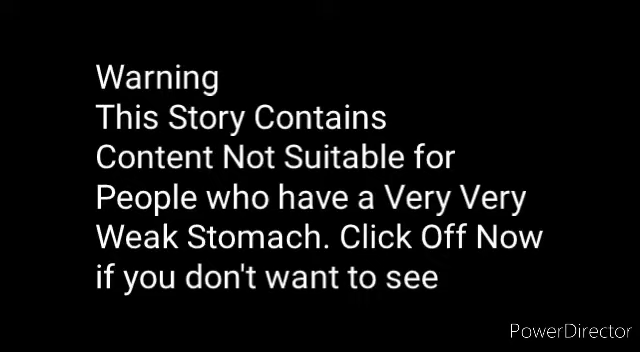 Warning
This Story Contains
Content Not Suitable for
People who have a Very Very
Weak Stomach. Click Off Now
if you don't want to see
PowerDirector